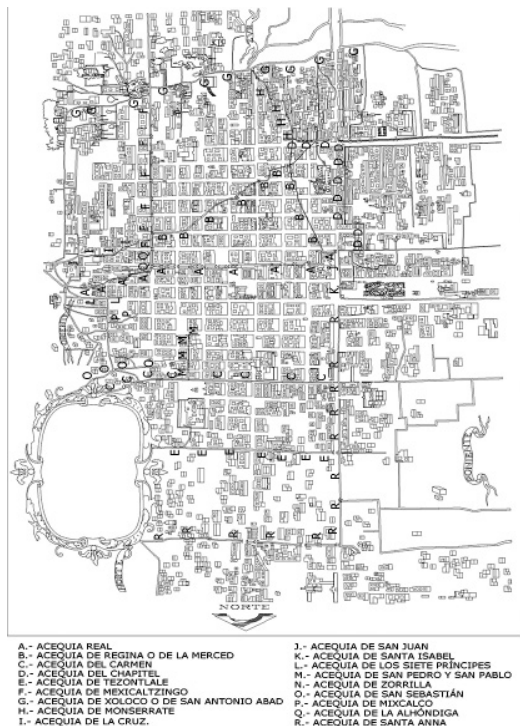 NORTE
A.- ACEQUIA REAL
B.- ACEQUIA DE REGINA O DE LA MERCED
C.- ACEQUIA DEL CARMEN
D.- ACEQUIA DEL CHAPITEL
E.- ACEQUIA DE TEZONTLALE
F.- ACEQUIA DE MEXICALTZINGO
G.- ACEQUIA DE XOLOCO O DE SAN ANTONIO ABAD
H.- ACEQUIA DE MONSERRATE
I.- ACEQUIA DE LA CRUZ.
J.- ACEQUIA DE SAN JUAN
K.- ACEQUIA DE SANTA ISABEL
L.- ACEQUIA DE LOS SIETE PRÍNCIPES
M.- ACEQUIA DE SAN PEDRO Y SAN PABLO
N.- ACEQUIA DE ZORRILLA
O.- ACEQUIA DE SAN SEBASTIÁN
P.- ACEQUIA DE MIXCALCO
Q.- ACEQUIA DE LA ALHÓNDIGA
R.- ACEQUIA DE SANTA ANNA